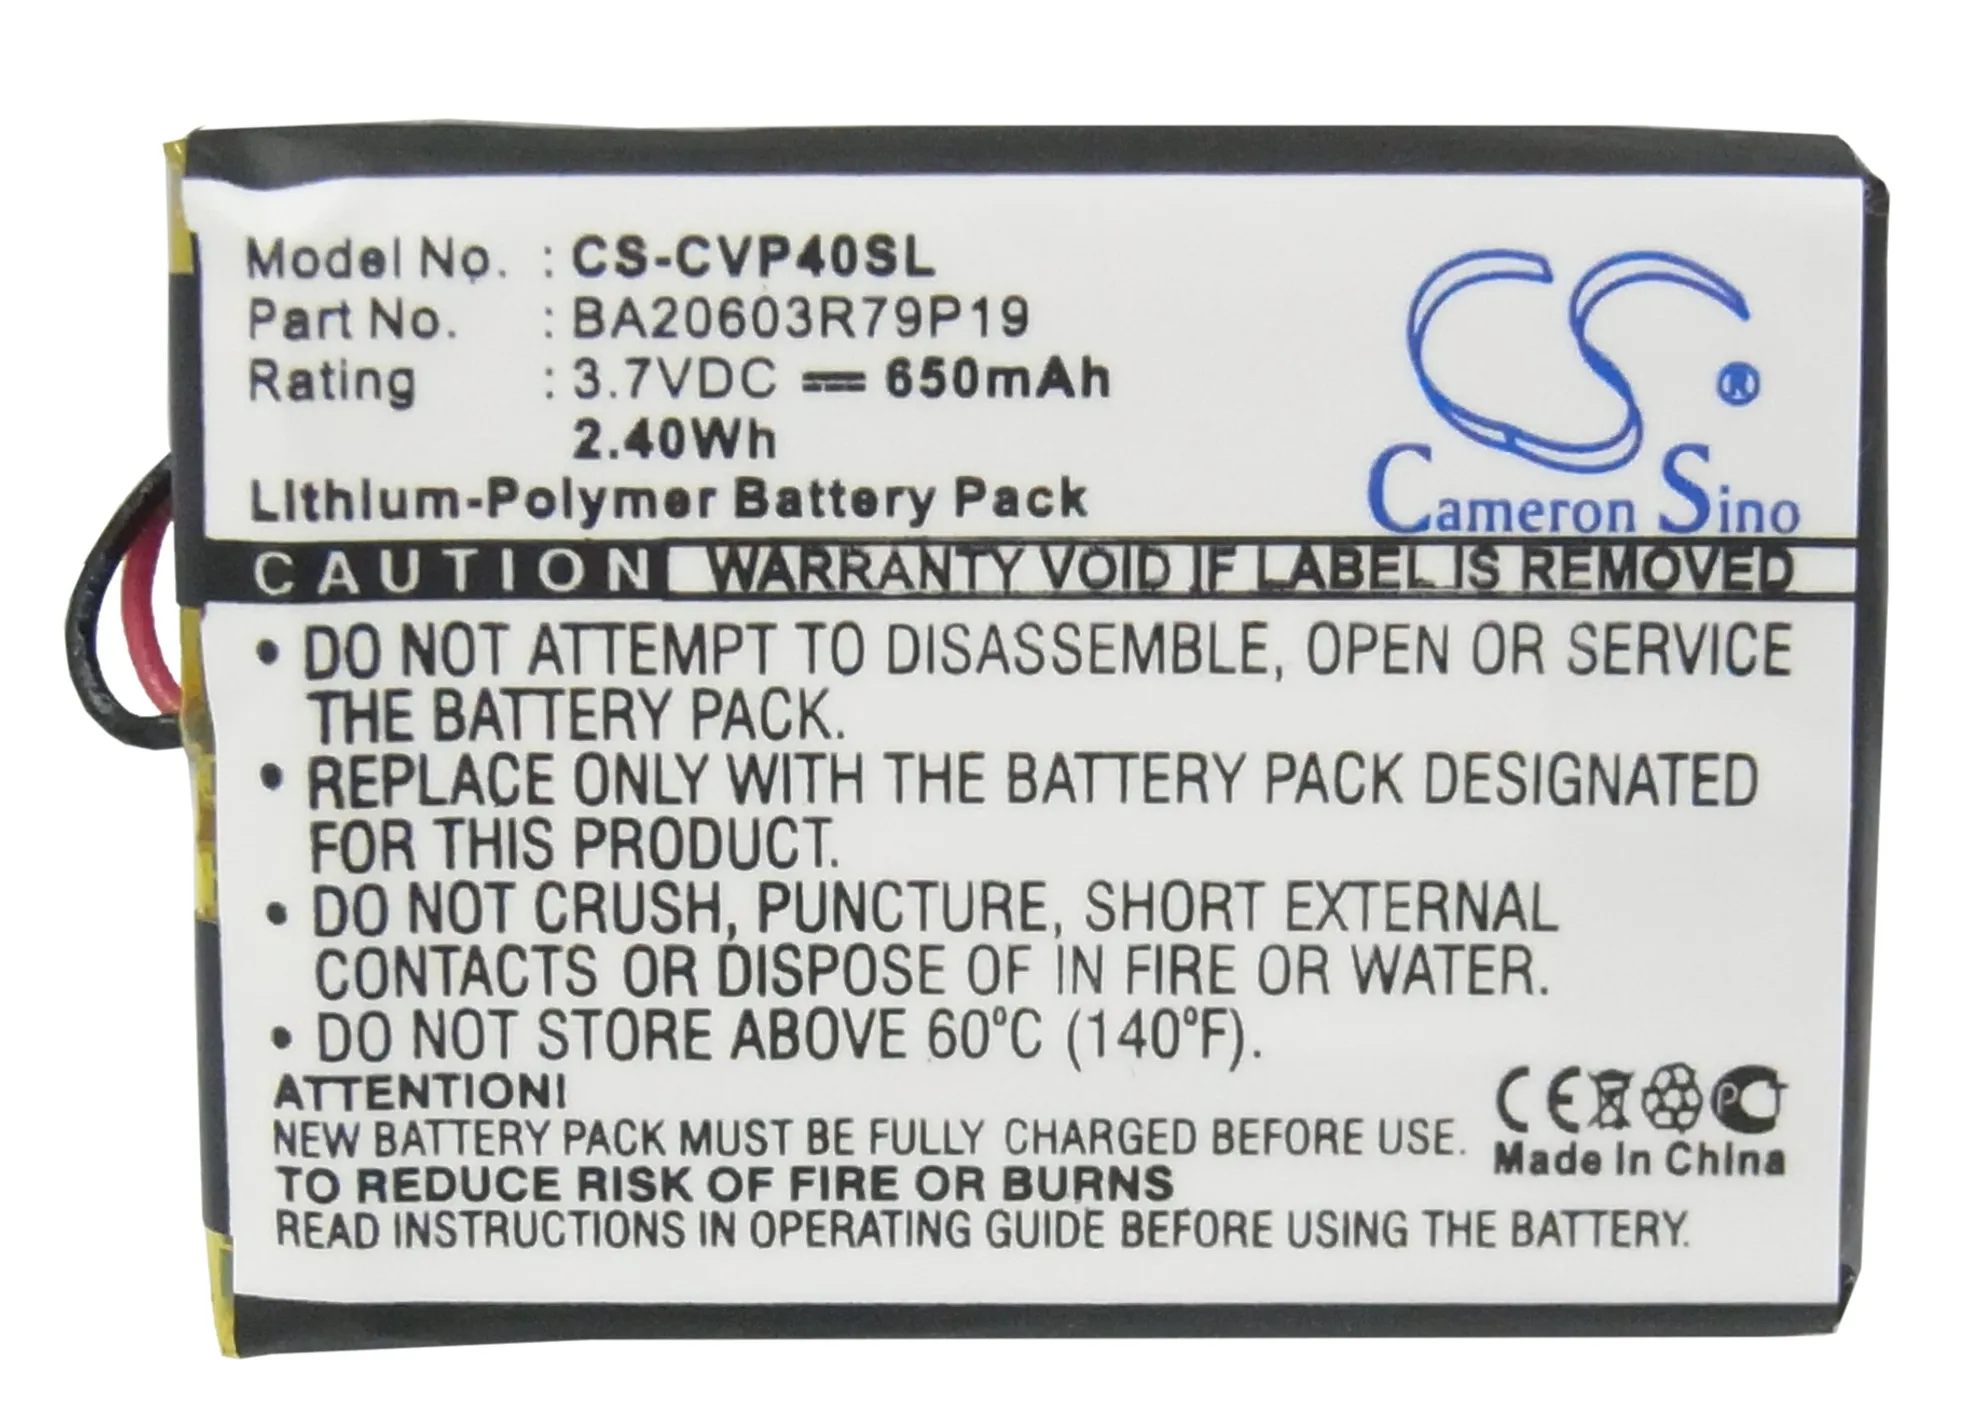 Model No. : CS-CVP40SL
Part No. : BA20603R79P19
Rating : 3.7VDC ⎓ 650mAh
2.40Wh
Lithium-Polymer Battery Pack
CS®
Cameron Sino
CAUTION WARRANTY VOID IF LABEL IS REMOVED
• DO NOT ATTEMPT TO DISASSEMBLE, OPEN OR SERVICE
THE BATTERY PACK.
• REPLACE ONLY WITH THE BATTERY PACK DESIGNATED
FOR THIS PRODUCT.
• DO NOT CRUSH, PUNCTURE, SHORT EXTERNAL
CONTACTS OR DISPOSE OF IN FIRE OR WATER.
• DO NOT STORE ABOVE 60°C (140°F).
ATTENTION!
NEW BATTERY PACK MUST BE FULLY CHARGED BEFORE USE.
TO REDUCE RISK OF FIRE OR BURNS
READ INSTRUCTIONS IN OPERATING GUIDE BEFORE USING THE BATTERY.
CE PCT
Made In China